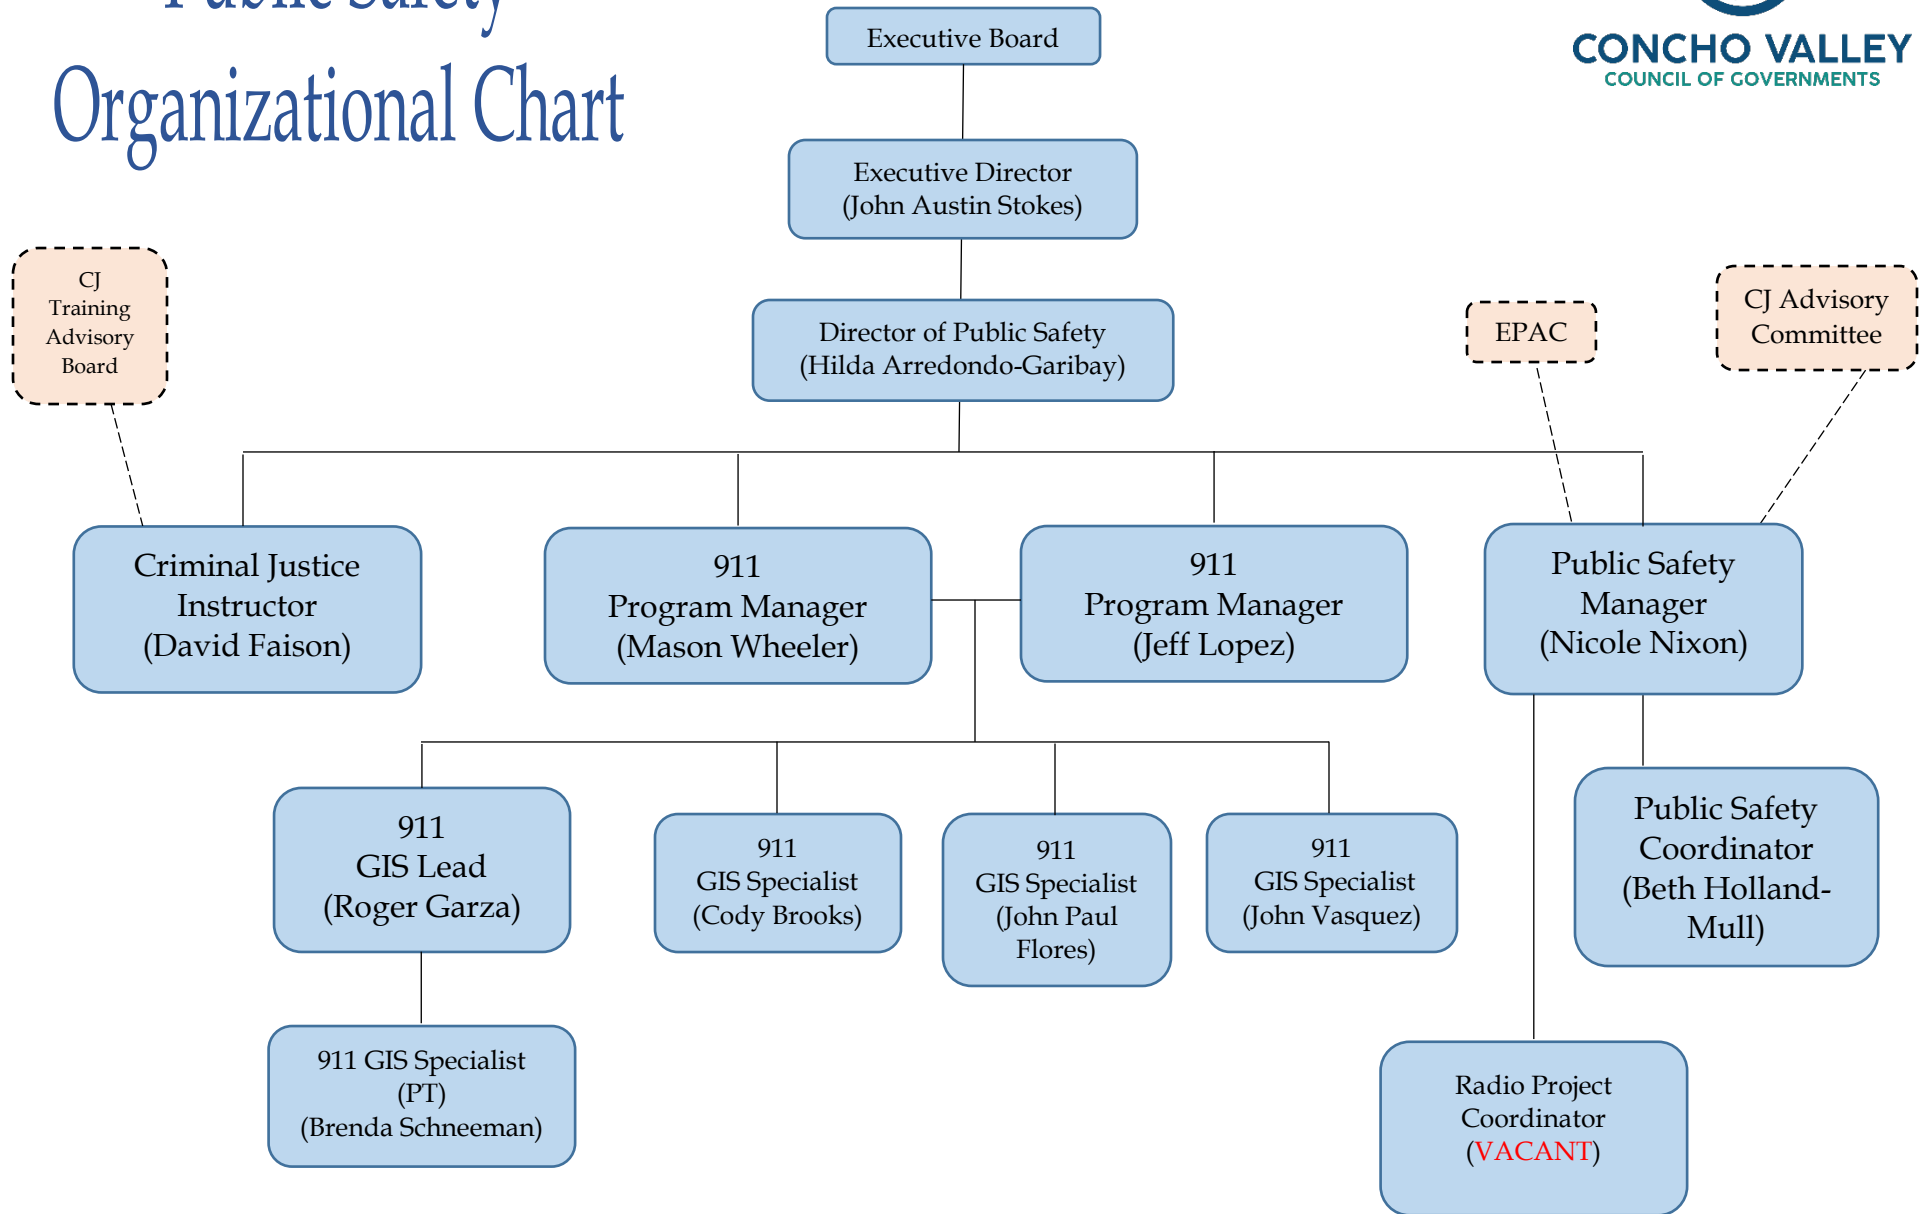 Public Safety
Organizational Chart
CONCHO VALLEY
COUNCIL OF GOVERNMENTS
Executive Board
Executive Director
(John Austin Stokes)
Director of Public Safety
(Hilda Arredondo-Garibay)
CJ
Training
Advisory
Board
EPAC
CJ Advisory
Committee
Criminal Justice
Instructor
(David Faison)
911
Program Manager
(Mason Wheeler)
911
Program Manager
(Jeff Lopez)
Public Safety
Manager
(Nicole Nixon)
911
GIS Lead
(Roger Garza)
911
GIS Specialist
(Cody Brooks)
911
GIS Specialist
(John Paul
Flores)
911
GIS Specialist
(John Vasquez)
Public Safety
Coordinator
(Beth Holland-
Mull)
911 GIS Specialist
(PT)
(Brenda Schneeman)
Radio Project
Coordinator
(VACANT)